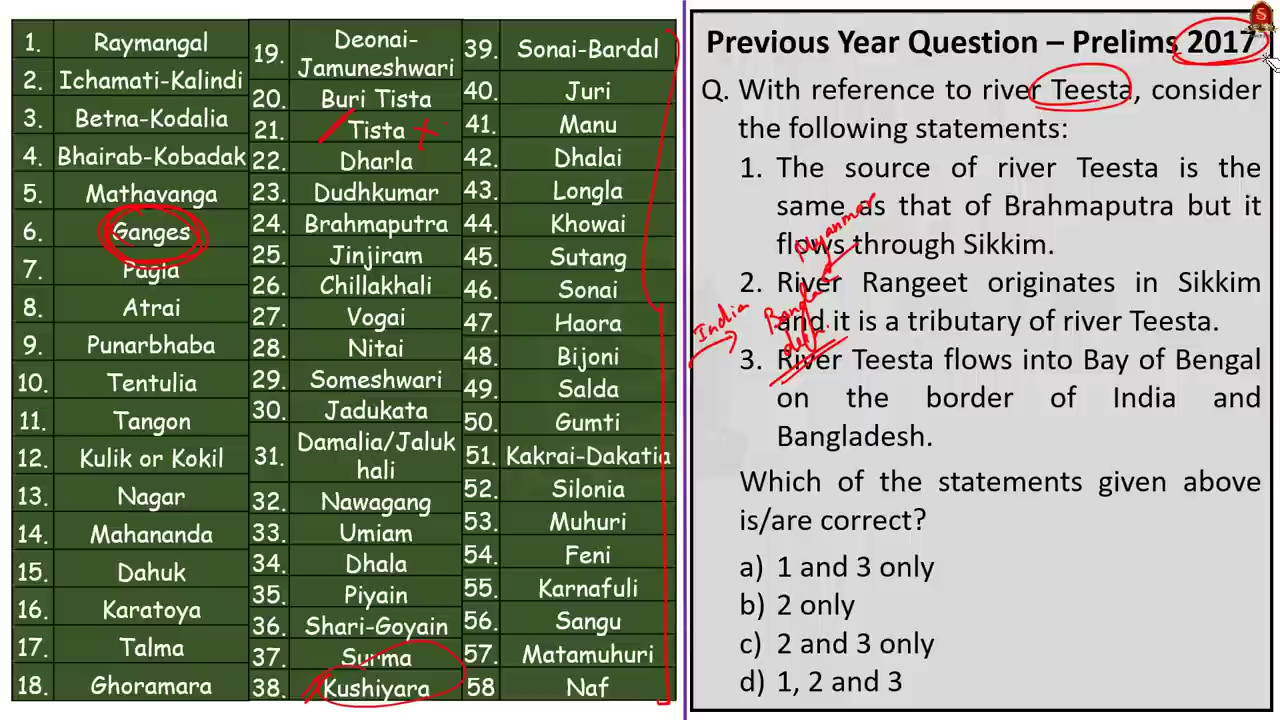 1. Raymangal
2. Ichamati-Kalindi
3. Betna-Kodalia
4. Bhairab-Kobadak
5. Mathavanga
6. Ganges
7. Pagla
8. Atrai
9. Punarbhaba
10. Tentulia
11. Tangon
12. Kulik or Kokil
13. Nagar
14. Mahananda
15. Dahuk
16. Karatoya
17. Talma
18. Ghoramara
19. Deonai-
Jamuneshwari
20. Buri Tista
21. Tista
22. Dharla
23. Dudhkumar
24. Brahmaputra
25. Jinjiram
26. Chillakhali
27. Vogai
28. Nitai
29. Someshwari
30. Jadukata
31. Damalia/Jaluk
hali
32. Nawagang
33. Umiam
34. Dhala
35. Piyain
36. Shari-Goyain
37. Surma
38. Kushiyara
39. Sonai-Bardal
40. Juri
41. Manu
42. Dhalai
43. Longla
44. Khowai
45. Sutang
46. Sonai
47. Haora
48. Bijoni
49. Salda
50. Gumti
51. Kakrai-Dakatia
52. Silonia
53. Muhuri
54. Feni
55. Karnafuli
56. Sangu
57. Matamuhuri
58 Naf
Previous Year Question – Prelims 2017
Q. With reference to river Teesta, consider
the following statements:
1. The source of river Teesta is the
same as that of Brahmaputra but it
flows through Sikkim.
2. River Rangeet originates in Sikkim
and it is a tributary of river Teesta.
3. River Teesta flows into Bay of Bengal
on the border of India and
Bangladesh.
Which of the statements given above
is/are correct?
a) 1 and 3 only
b) 2 only
c) 2 and 3 only
d) 1, 2 and 3
Myanmar
India
Bangla
desh